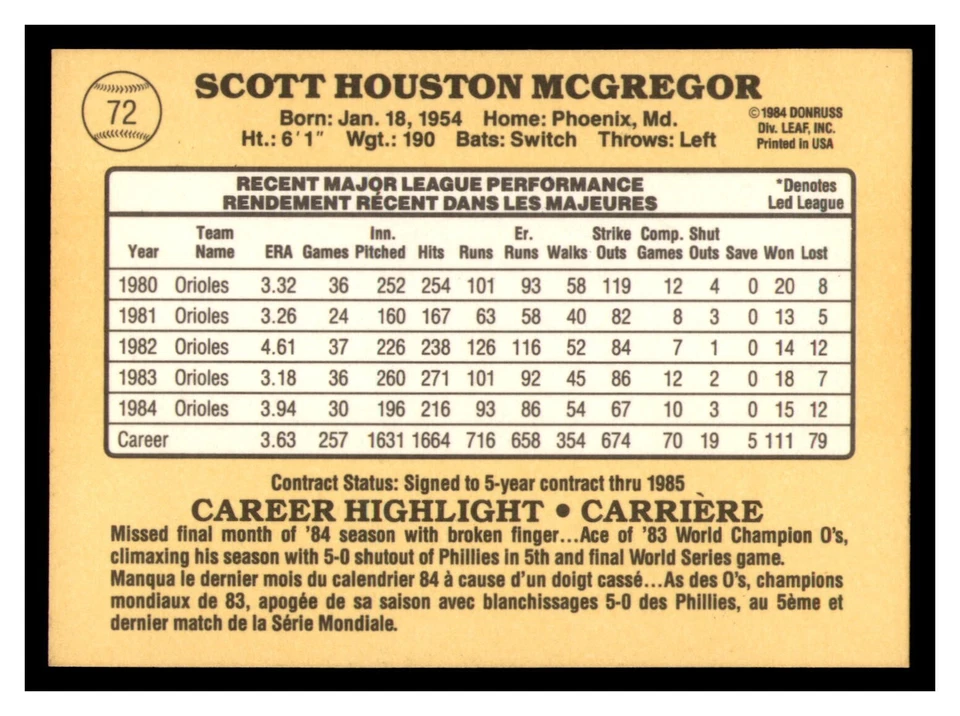 72
SCOTT HOUSTON MCGREGOR
Born: Jan. 18, 1954 Home: Phoenix, Md.
Ht.: 6'1" Wgt.: 190 Bats: Switch Throws: Left
©1984 DONRUSS
Div. LEAF, INC.
Printed in USA
RECENT MAJOR LEAGUE PERFORMANCE
RENDEMENT RÉCENT DANS LES MAJEURES
*Denotes
Led League
Year Team Name ERA Games Inn. Pitched Hits Runs Er. Runs Walks Strike Outs Comp. Games Shut Outs Save Won Lost
1980 Orioles 3.32 36 252 254 101 93 58 119 12 4 0 20 8
1981 Orioles 3.26 24 160 167 63 58 40 82 8 3 0 13 5
1982 Orioles 4.61 37 226 238 126 116 52 84 7 1 0 14 12
1983 Orioles 3.18 36 260 271 101 92 45 86 12 2 0 18 7
1984 Orioles 3.94 30 196 216 93 86 54 67 10 3 0 15 12
Career 3.63 257 1631 1664 716 658 354 674 70 19 5 111 79
Contract Status: Signed to 5-year contract thru 1985
CAREER HIGHLIGHT • CARRIÈRE
Missed final month of '84 season with broken finger...Ace of '83 World Champion O's,
climaxing his season with 5-0 shutout of Phillies in 5th and final World Series game.
Manqua le dernier mois du calendrier 84 à cause d'un doigt cassé...As des O's, champions
mondiaux de 83, apogée de sa saison avec blanchissages 5-0 des Phillies, au 5ème et
dernier match de la Série Mondiale.